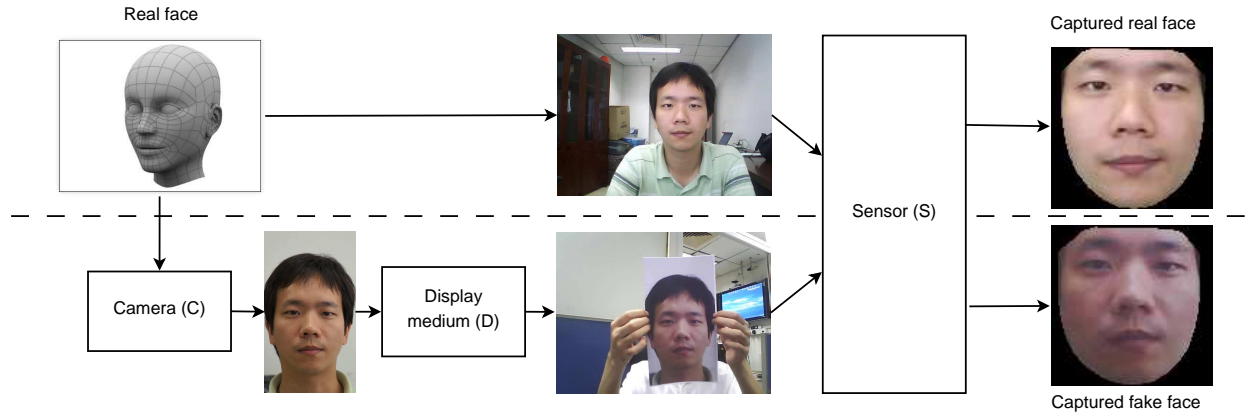 Real face
Captured real face
Sensor (S)
Camera (C)
Display
medium (D)
Captured fake face